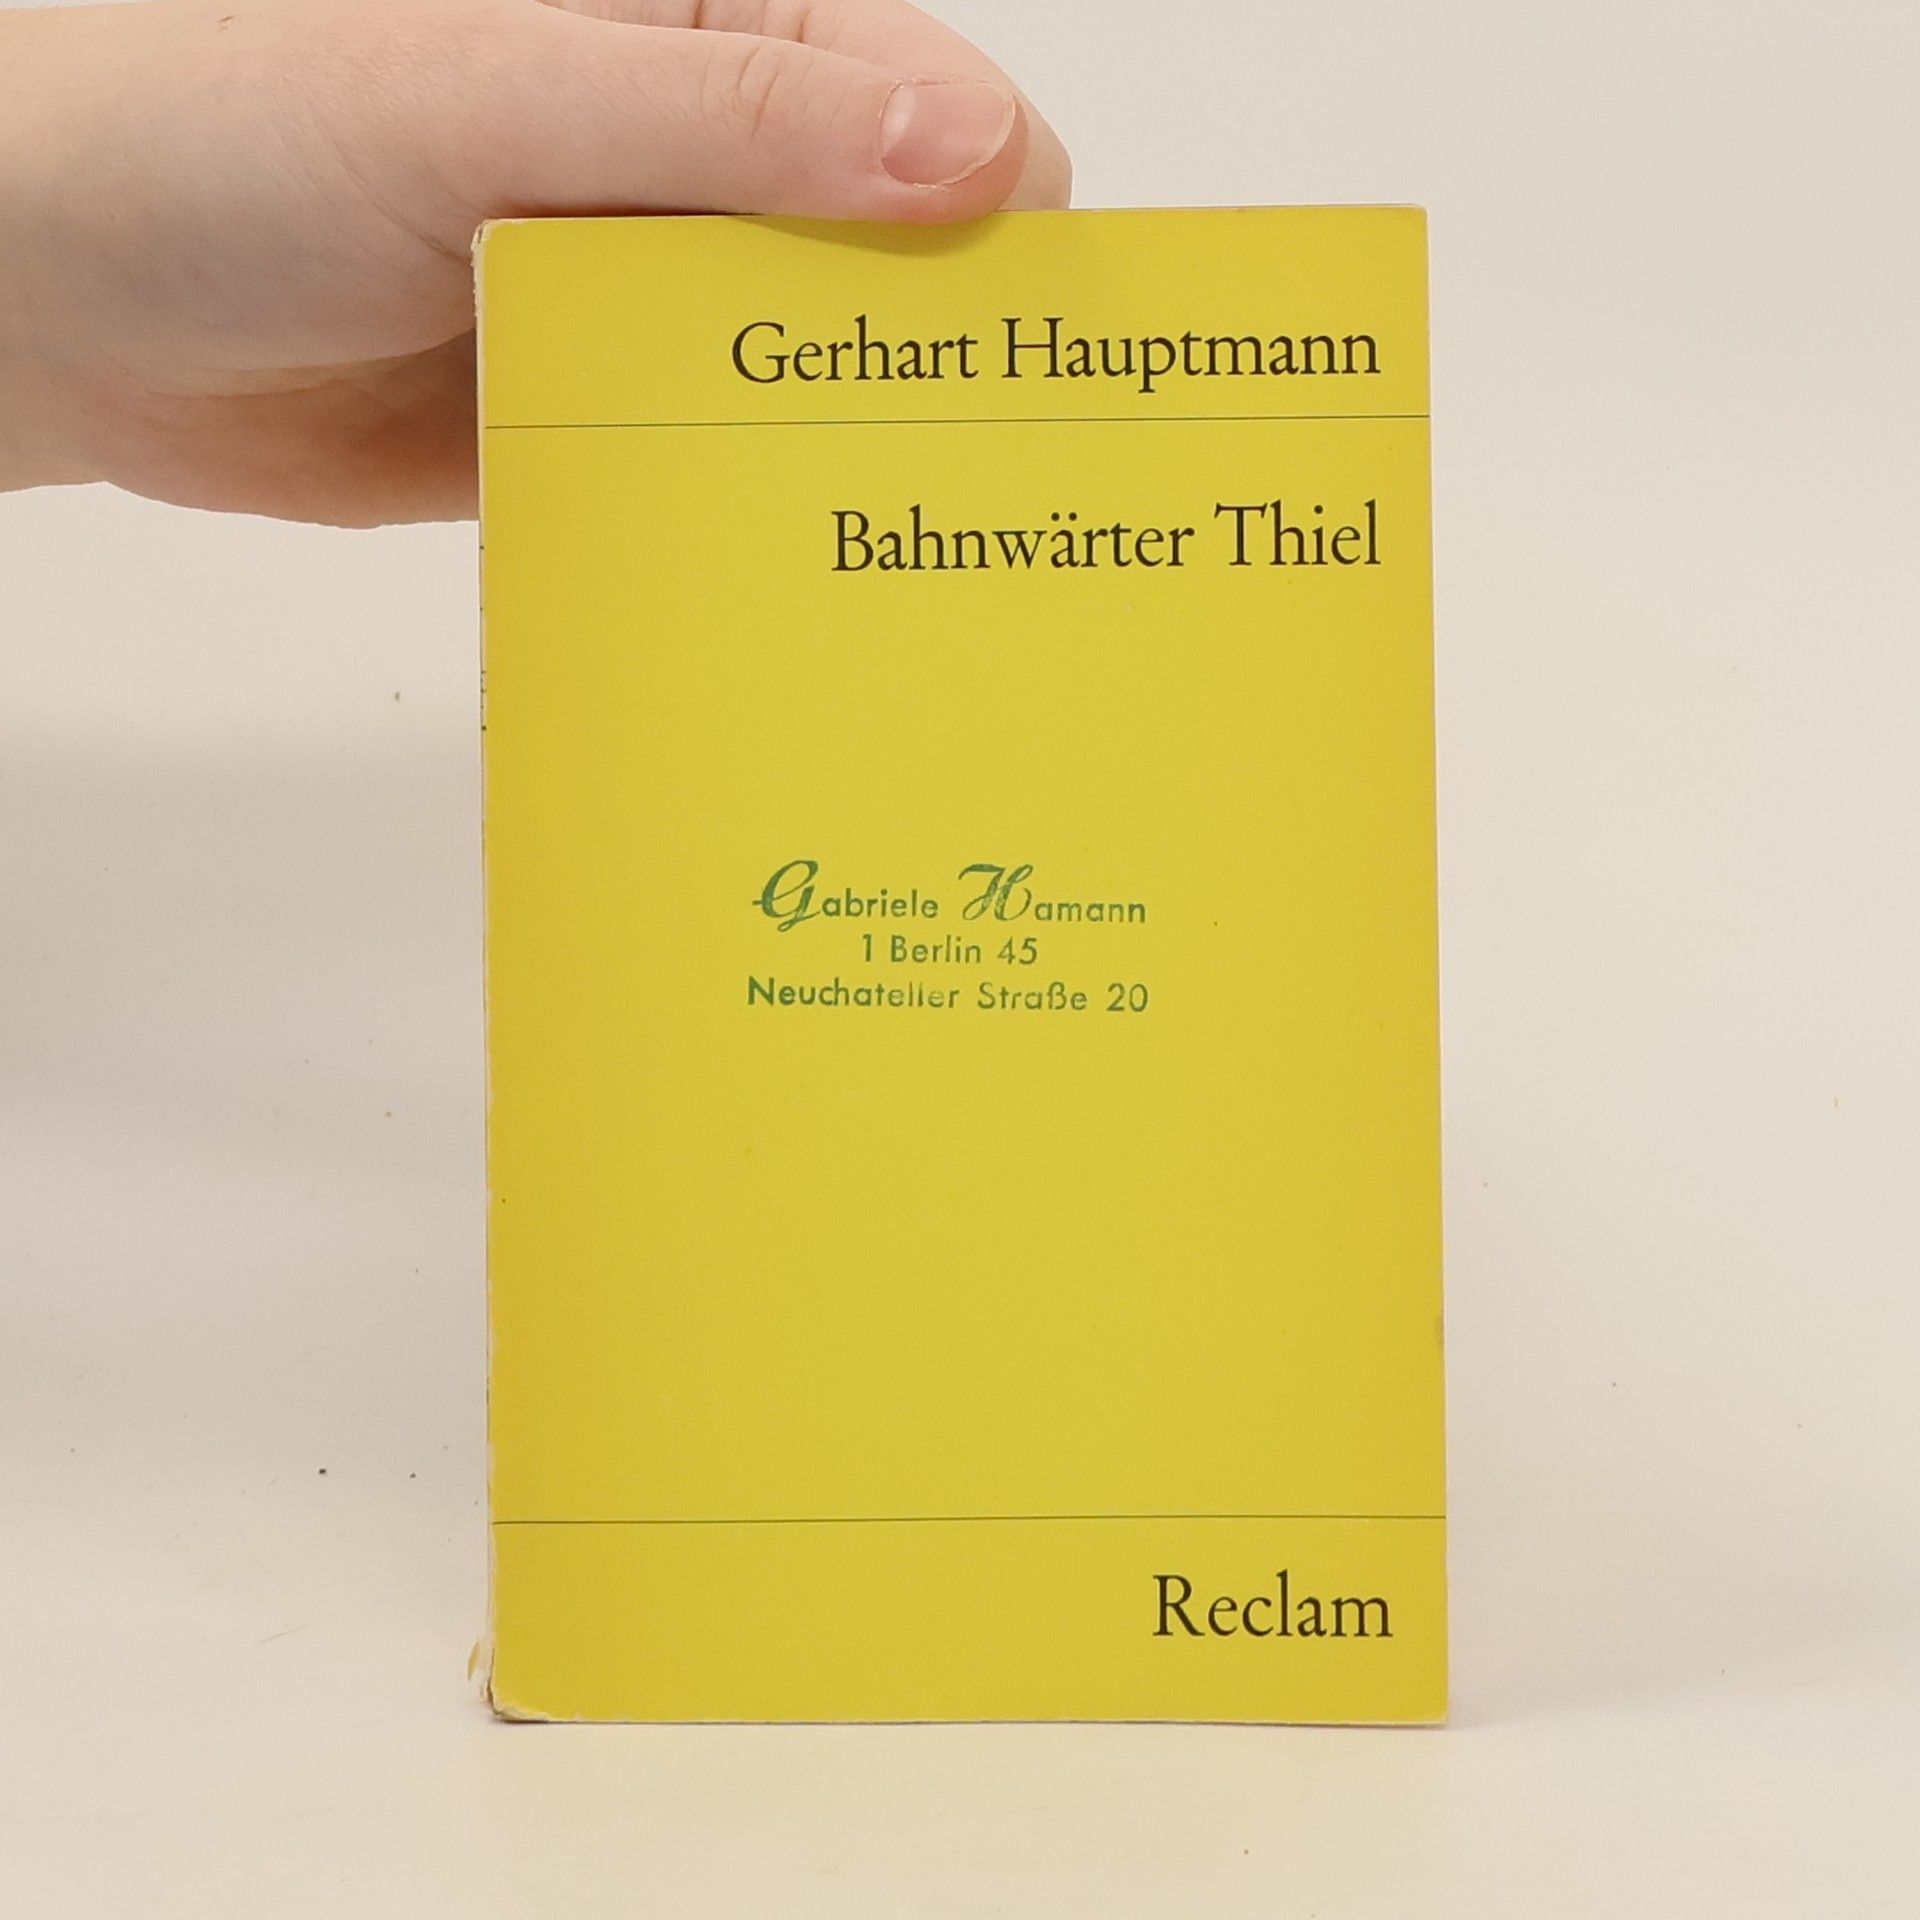 Gerhart Hauptmann
Bahnwärter Thiel
Gabriele Hamann
1 Berlin 45
Neuchateller Straße 20
Reclam